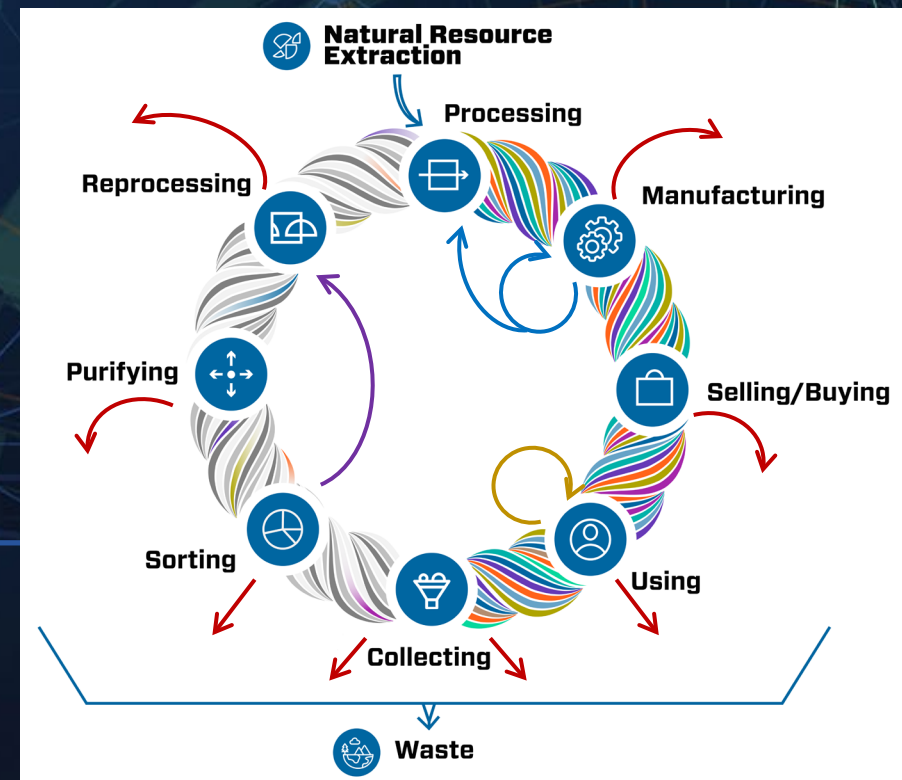 Natural Resource
Extraction
Processing
Reprocessing
Manufacturing
Purifying
Selling/Buying
Sorting
Using
Collecting
Waste